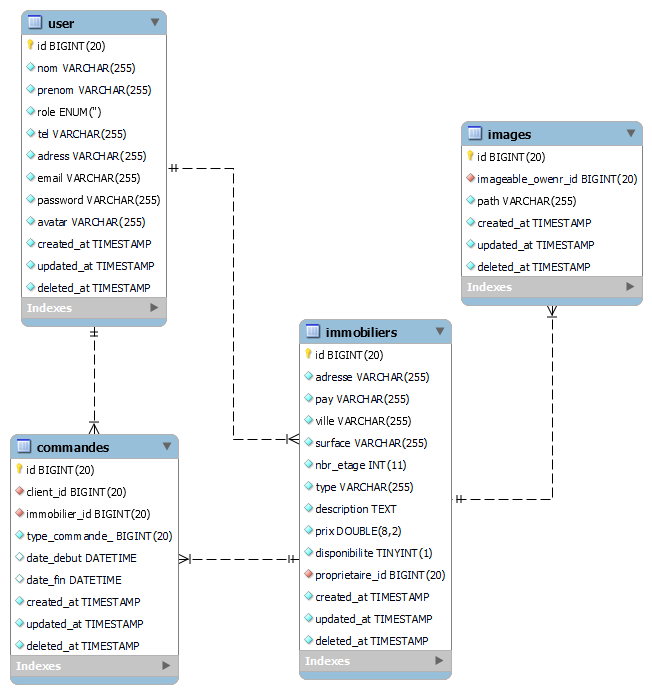 user
id BIGINT(20)
nom VARCHAR(255)
prenom VARCHAR(255)
role ENUM('')
tel VARCHAR(255)
adress VARCHAR(255)
email VARCHAR(255)
password VARCHAR(255)
avatar VARCHAR(255)
created_at TIMESTAMP
updated_at TIMESTAMP
deleted_at TIMESTAMP
Indexes
images
id BIGINT(20)
imageable_owenr_id BIGINT(20)
path VARCHAR(255)
created_at TIMESTAMP
updated_at TIMESTAMP
deleted_at TIMESTAMP
Indexes
immobiliers
id BIGINT(20)
adresse VARCHAR(255)
pay VARCHAR(255)
ville VARCHAR(255)
surface VARCHAR(255)
nbr_etage INT(11)
type VARCHAR(255)
description TEXT
prix DOUBLE(8,2)
disponibilite TINYINT(1)
proprietaire_id BIGINT(20)
created_at TIMESTAMP
updated_at TIMESTAMP
deleted_at TIMESTAMP
Indexes
commandes
id BIGINT(20)
client_id BIGINT(20)
immobilier_id BIGINT(20)
type_commande_ BIGINT(20)
date_debut DATETIME
date_fin DATETIME
created_at TIMESTAMP
updated_at TIMESTAMP
deleted_at TIMESTAMP
Indexes